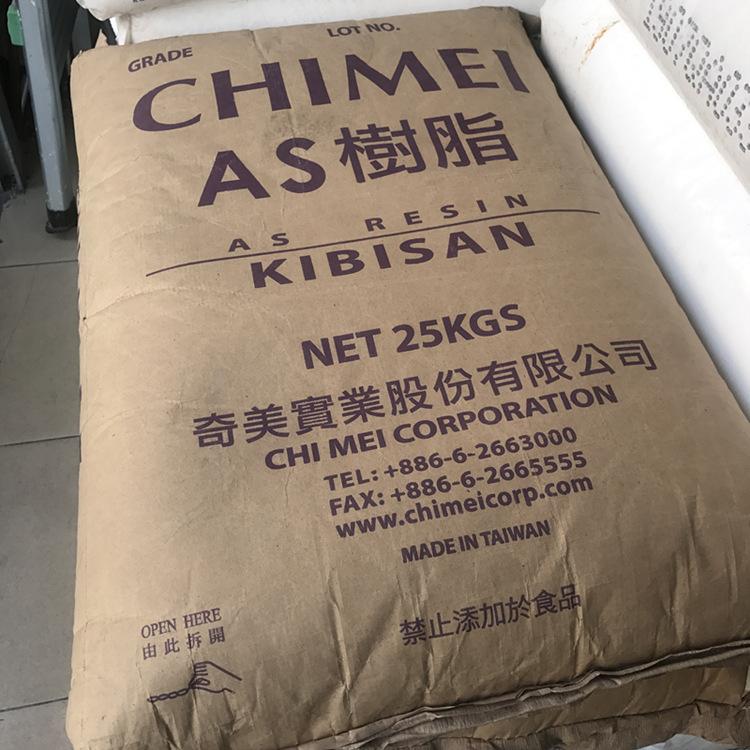 GRADE
LOT NO.
CHIMEI
AS樹脂
AS RESIN
KIBISAN
NET 25KGS
奇美實業股份有限公司
CHI MEI CORPORATION
TEL: +886-6-2663000
FAX: +886-6-2665555
www.chimeicorp.com
MADE IN TAIWAN
OPEN HERE
由此拆開
禁止添加於食品